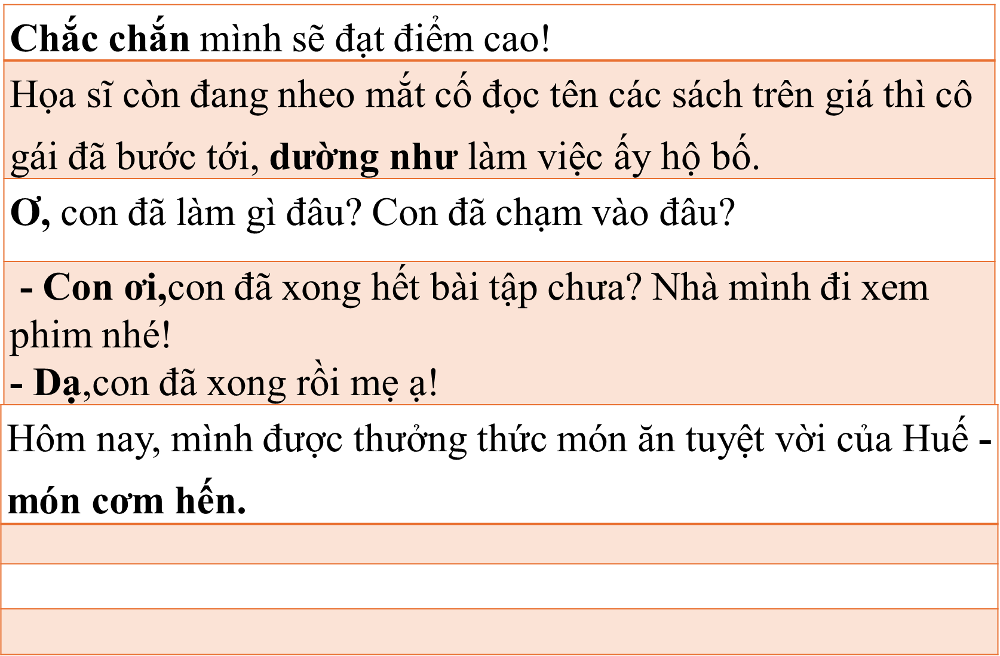 Chắc chắn mình sẽ đạt điểm cao!
Họa sĩ còn đang nheo mắt cố đọc tên các sách trên giá thì cô
gái đã bước tới, dường như làm việc ấy hộ bố.
Ơ, con đã làm gì đâu? Con đã chạm vào đâu?
- Con ơi,con đã xong hết bài tập chưa? Nhà mình đi xem
phim nhé!
- Dạ,con đã xong rồi mẹ ạ!
Hôm nay, mình được thưởng thức món ăn tuyệt vời của Huế -
món cơm hến.